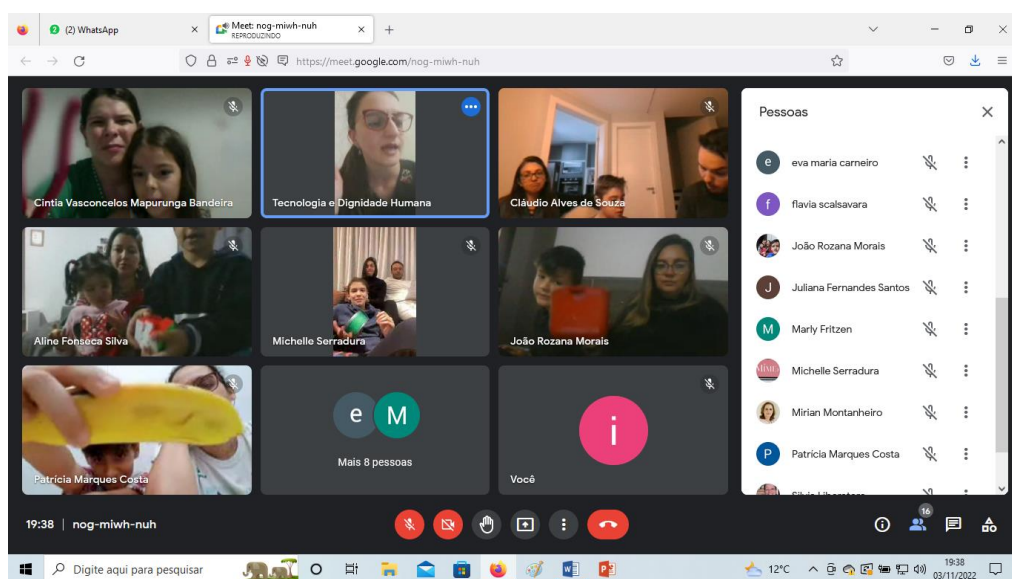 (2) WhatsApp
Meet: nog-miwh-nuh
REPRODUZINDO
https://meet.google.com/nog-miwh-nuh
Cintia Vasconcelos Mapurunga Bandeira
Tecnologia e Dignidade Humana
Cláudio Alves de Souza
Aline Fonseca Silva
Michelle Serradura
João Rozana Morais
Patrícia Marques Costa
e M
Mais 8 pessoas
i
Você
Pessoas
e eva maria carneiro
f flavia scalsavara
João Rozana Morais
J Juliana Fernandes Santos
M Marly Fritzen
Michelle Serradura
Mirian Montanheiro
P Patrícia Marques Costa
19:38 | nog-miwh-nuh
16
Digite aqui para pesquisar
12°C
19:38
03/11/2022